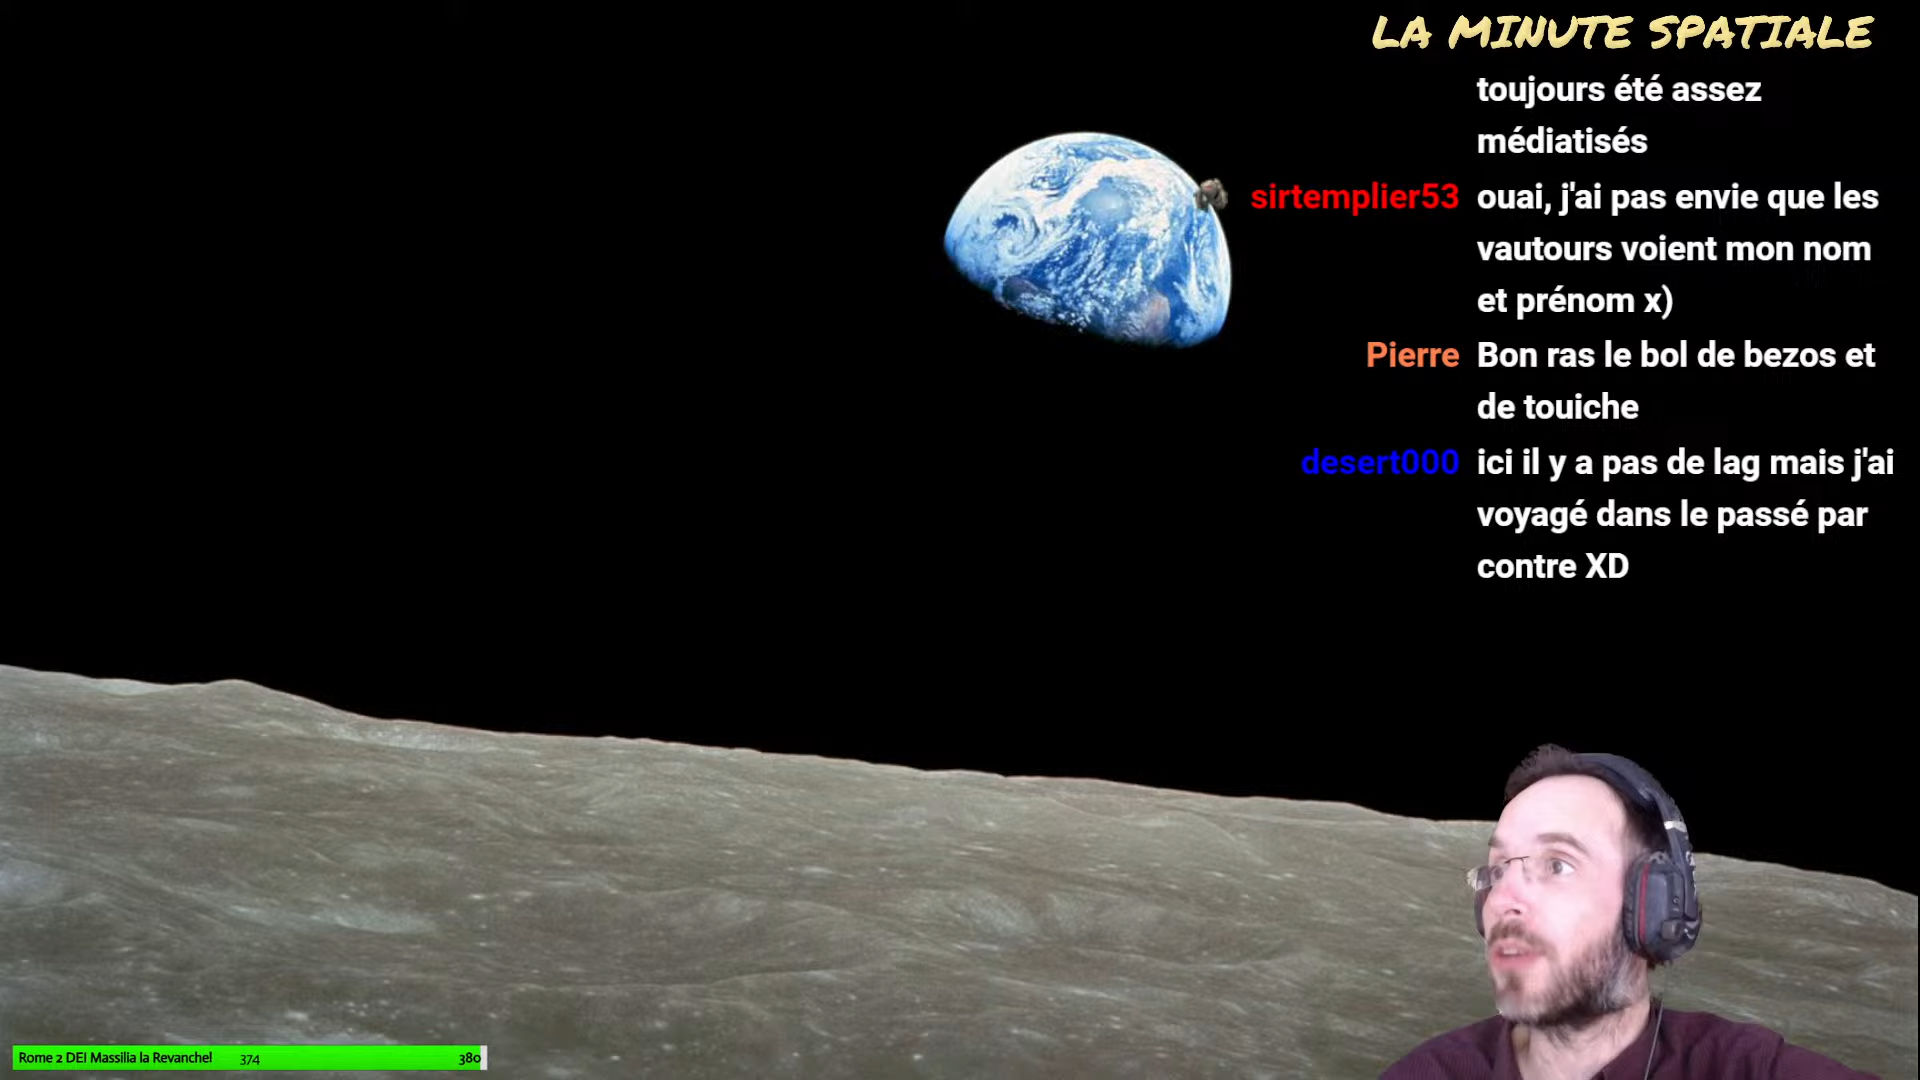 LA MINUTE SPATIALE
toujours été assez
médiatisés
sirtemplier53 ouai, j'ai pas envie que les
vautours voient mon nom
et prénom x)
Pierre Bon ras le bol de bezos et
de touiche
desert000 ici il y a pas de lag mais j'ai
voyagé dans le passé par
contre XD
Rome 2 DEI Massilia la Revanche! 374 380